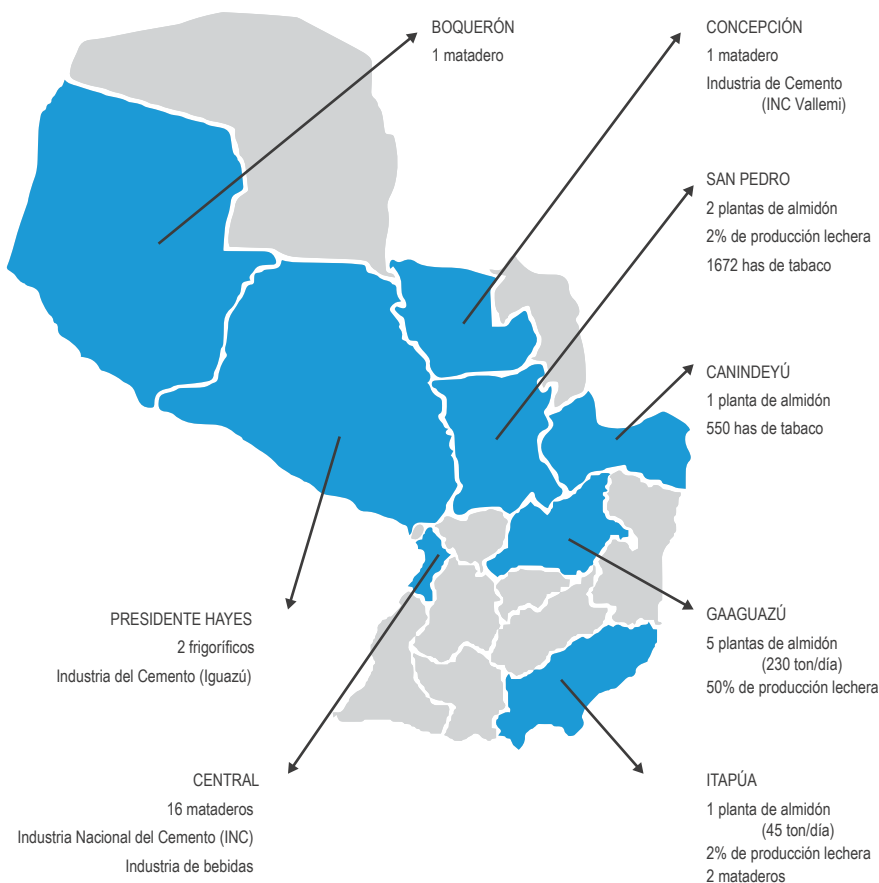 BOQUERÓN
1 matadero
CONCEPCIÓN
1 matadero
Industria de Cemento
(INC Vallemi)
SAN PEDRO
2 plantas de almidón
2% de producción lechera
1672 has de tabaco
CANINDEYÚ
1 planta de almidón
550 has de tabaco
PRESIDENTE HAYES
2 frigoríficos
Industria del Cemento (Iguazú)
GAAGUAZÚ
5 plantas de almidón
(230 ton/día)
50% de producción lechera
CENTRAL
16 mataderos
Industria Nacional del Cemento (INC)
Industria de bebidas
ITAPÚA
1 planta de almidón
(45 ton/día)
2% de producción lechera
2 mataderos